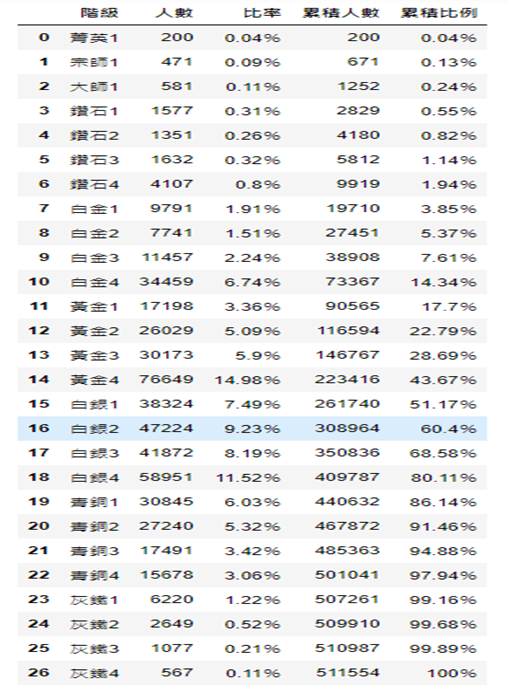 階級 人數 比率 累積人數 累積比例
0 菁英1 200 0.04% 200 0.04%
1 宗師1 471 0.09% 671 0.13%
2 大師1 581 0.11% 1252 0.24%
3 鑽石1 1577 0.31% 2829 0.55%
4 鑽石2 1351 0.26% 4180 0.82%
5 鑽石3 1632 0.32% 5812 1.14%
6 鑽石4 4107 0.8% 9919 1.94%
7 白金1 9791 1.91% 19710 3.85%
8 白金2 7741 1.51% 27451 5.37%
9 白金3 11457 2.24% 38908 7.61%
10 白金4 34459 6.74% 73367 14.34%
11 黃金1 17198 3.36% 90565 17.7%
12 黃金2 26029 5.09% 116594 22.79%
13 黃金3 30173 5.9% 146767 28.69%
14 黃金4 76649 14.98% 223416 43.67%
15 白銀1 38324 7.49% 261740 51.17%
16 白銀2 47224 9.23% 308964 60.4%
17 白銀3 41872 8.19% 350836 68.58%
18 白銀4 58951 11.52% 409787 80.11%
19 青銅1 30845 6.03% 440632 86.14%
20 青銅2 27240 5.32% 467872 91.46%
21 青銅3 17491 3.42% 485363 94.88%
22 青銅4 15678 3.06% 501041 97.94%
23 灰鐵1 6220 1.22% 507261 99.16%
24 灰鐵2 2649 0.52% 509910 99.68%
25 灰鐵3 1077 0.21% 510987 99.89%
26 灰鐵4 567 0.11% 511554 100%